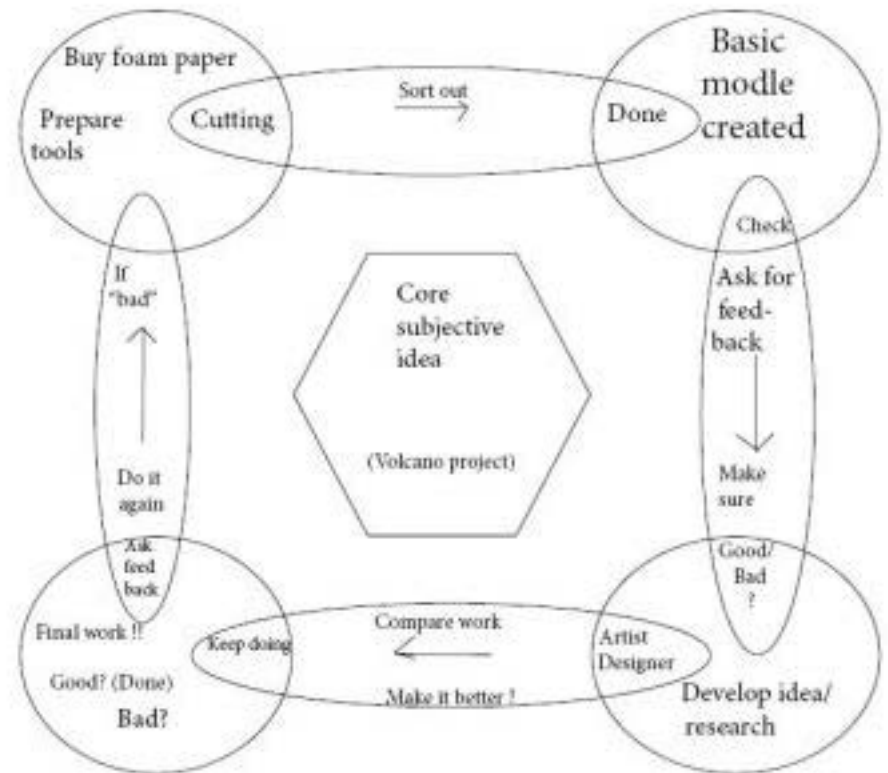 Buy foam paper
Prepare
tools
Cutting
Sort out
Done
Basic
modle
created
Check
Ask for
feed-
back
Make
sure
Good/
Bad
?
Artist
Designer
Develop idea/
research
Compare work
Make it better !
Keep doing
Final work !!
Good? (Done)
Bad?
Ask
feed
back
Do it
again
If
"bad"
Core
subjective
idea
(Volcano project)